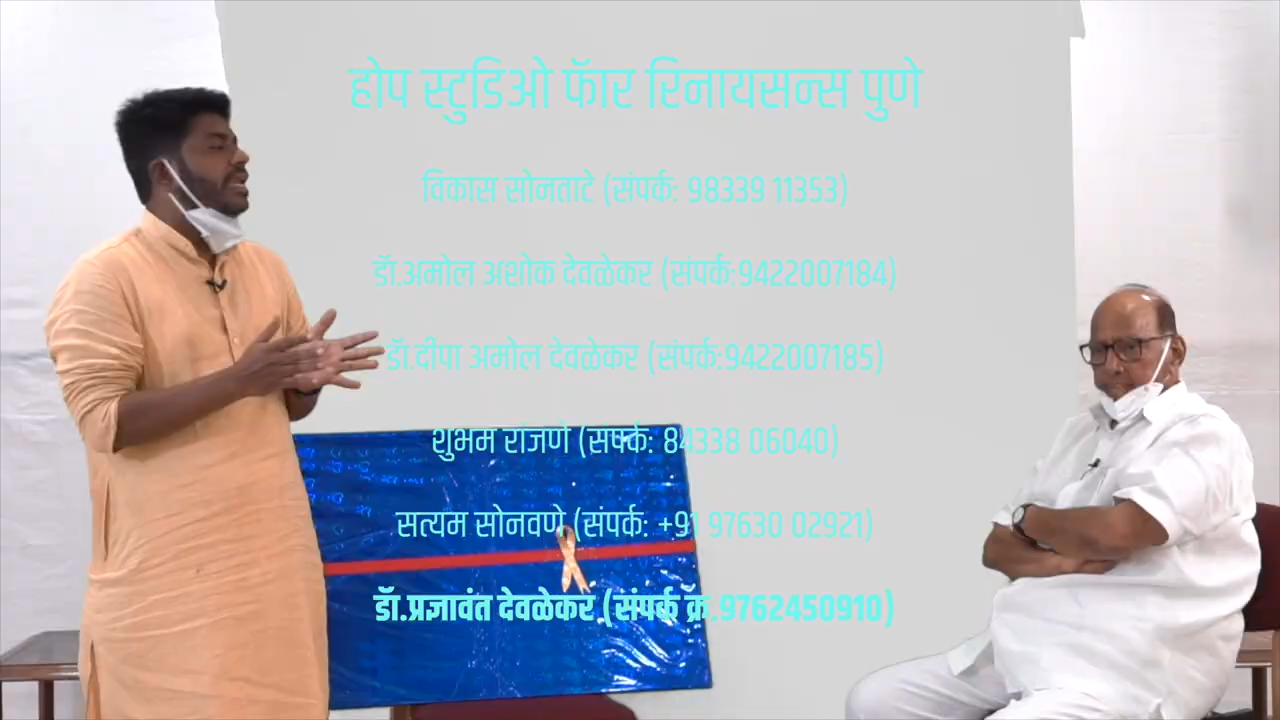 होप स्टुडिओ फॅार रिनायसन्स पुणे
विकास सोनताटे (संपर्क: 98339 11353)
डॅा.अमोल अशोक देवळेकर (संपर्क:9422007184)
डॅा.दीपा अमोल देवळेकर (संपर्क:9422007185)
शुभम रांजणे (संपर्क: 84338 06040)
सत्यम सोनवणे (संपर्क: +91 97630 02921)
डॅा.प्रज्ञावंत देवळेकर (संपर्क क्र.9762450910)